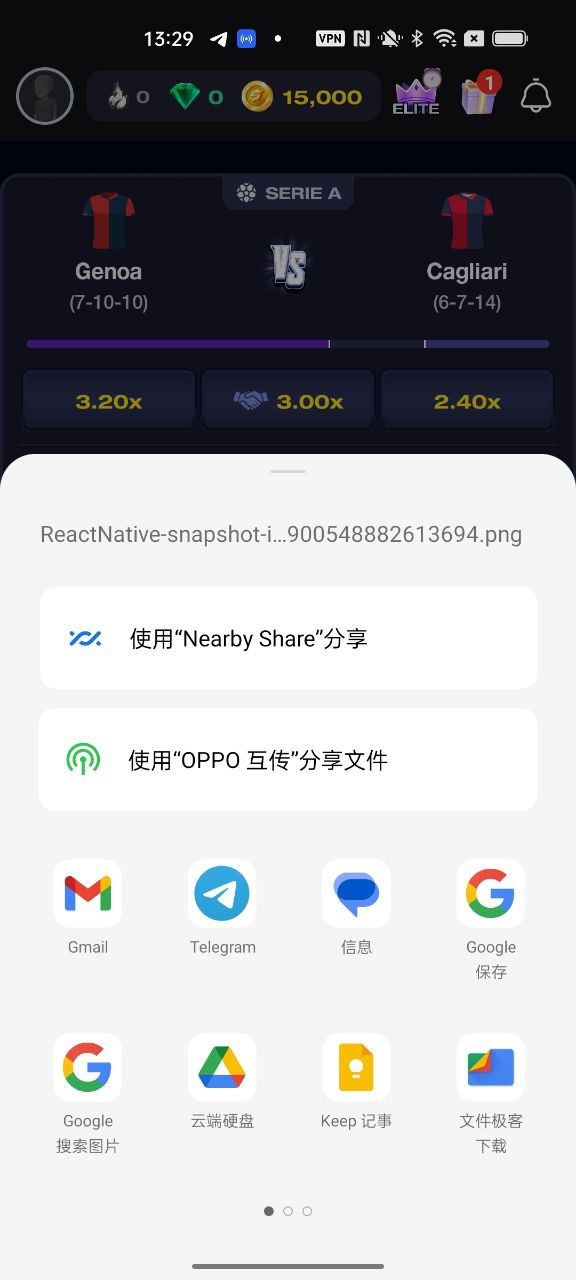 13:29
VPN
0
0
15,000
ELITE
1
SERIE A
Genoa
VS
Cagliari
(7-10-10)
(6-7-14)
3.20x
3.00x
2.40x
ReactNative-snapshot-i...900548882613694.png
使用“Nearby Share”分享
使用“OPPO 互传”分享文件
Gmail
Telegram
信息
Google
保存
Google
搜索图片
云端硬盘
Keep 记事
文件极客
下载